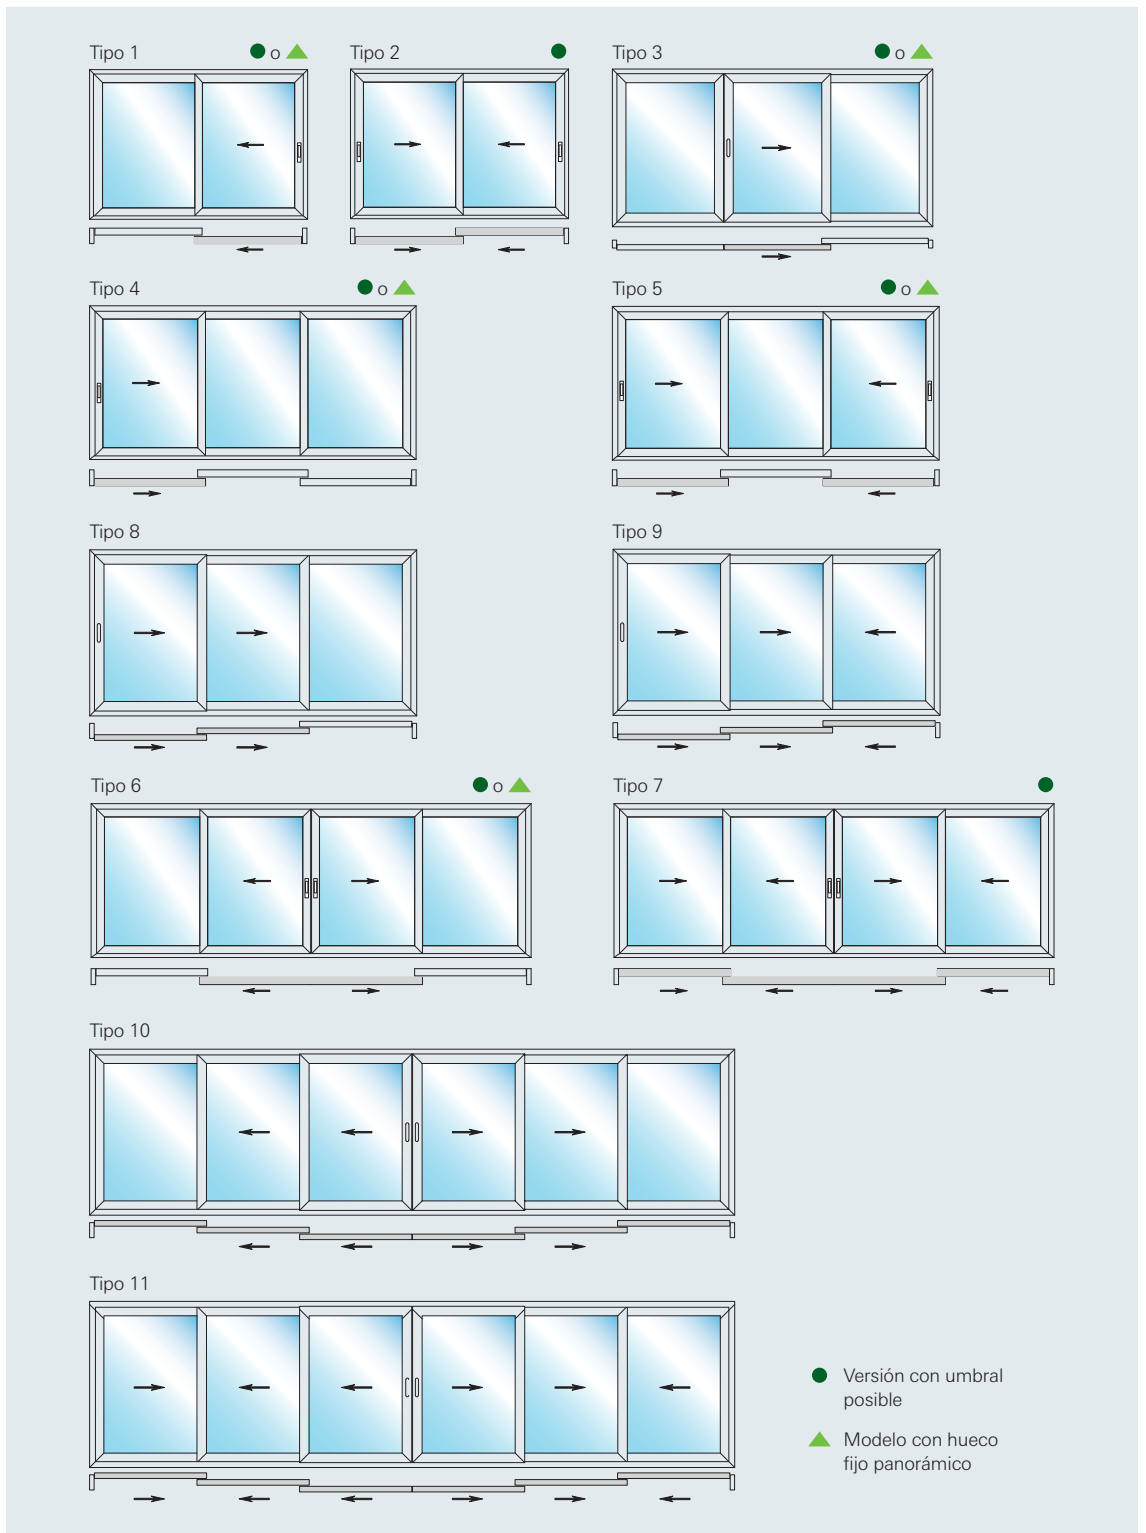 Tipo 1 o
Tipo 2
Tipo 3 o
Tipo 4 o
Tipo 5 o
Tipo 8
Tipo 9
Tipo 6 o
Tipo 7
Tipo 10
Tipo 11
Versión con umbral
posible
Modelo con hueco
fijo panorámico